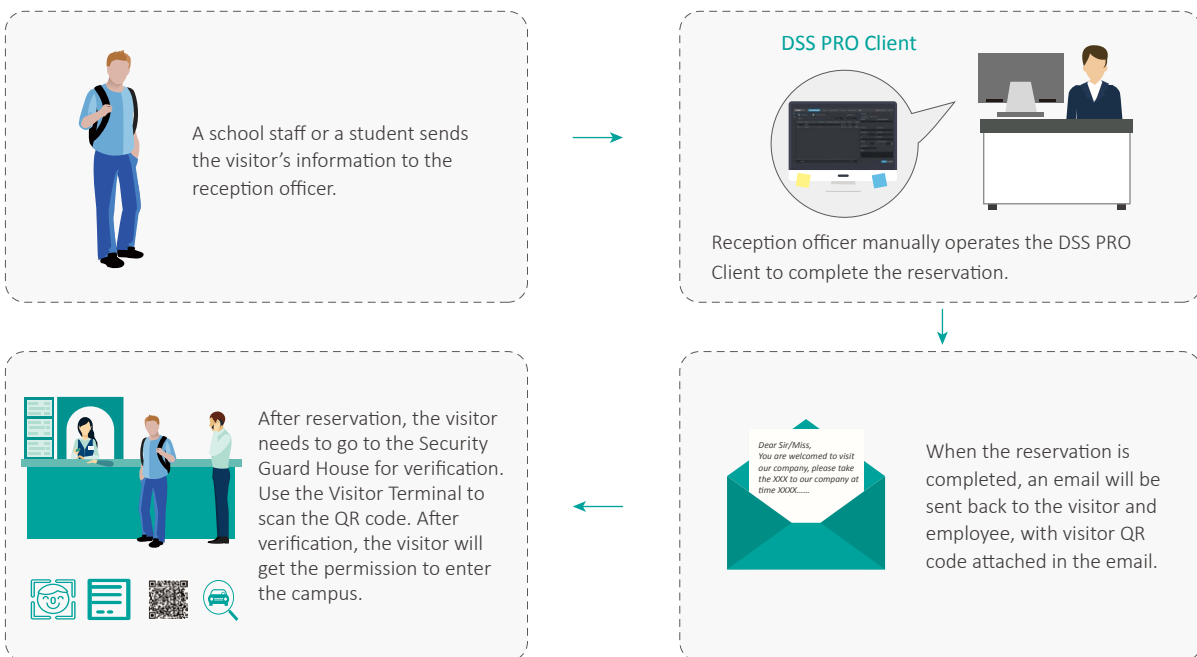 A school staff or a student sends
the visitor’s information to the
reception officer.
DSS PRO Client
Reception officer manually operates the DSS PRO
Client to complete the reservation.
Dear Sir/Miss,
You are welcomed to visit
our company, please take
the XXX to our company at
time XXXX......
When the reservation is
completed, an email will be
sent back to the visitor and
employee, with visitor QR
code attached in the email.
After reservation, the visitor
needs to go to the Security
Guard House for verification.
Use the Visitor Terminal to
scan the QR code. After
verification, the visitor will
get the permission to enter
the campus.